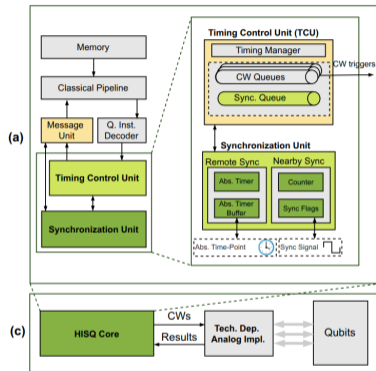 Memory
Classical Pipeline
Message
Unit
Q. Inst.
Decoder
(a)
Timing Control Unit
Synchronization Unit
Timing Control Unit (TCU)
Timing Manager
CW Queues
CW triggers
Sync. Queue
Synchronization Unit
Remote Sync
Nearby Sync
Abs. Timer
Counter
Abs. Timer
Buffer
Sync Flags
Abs. Time-Point
Sync Signal
(c)
HISQ Core
CWs
Results
Tech. Dep.
Analog Impl.
Qubits